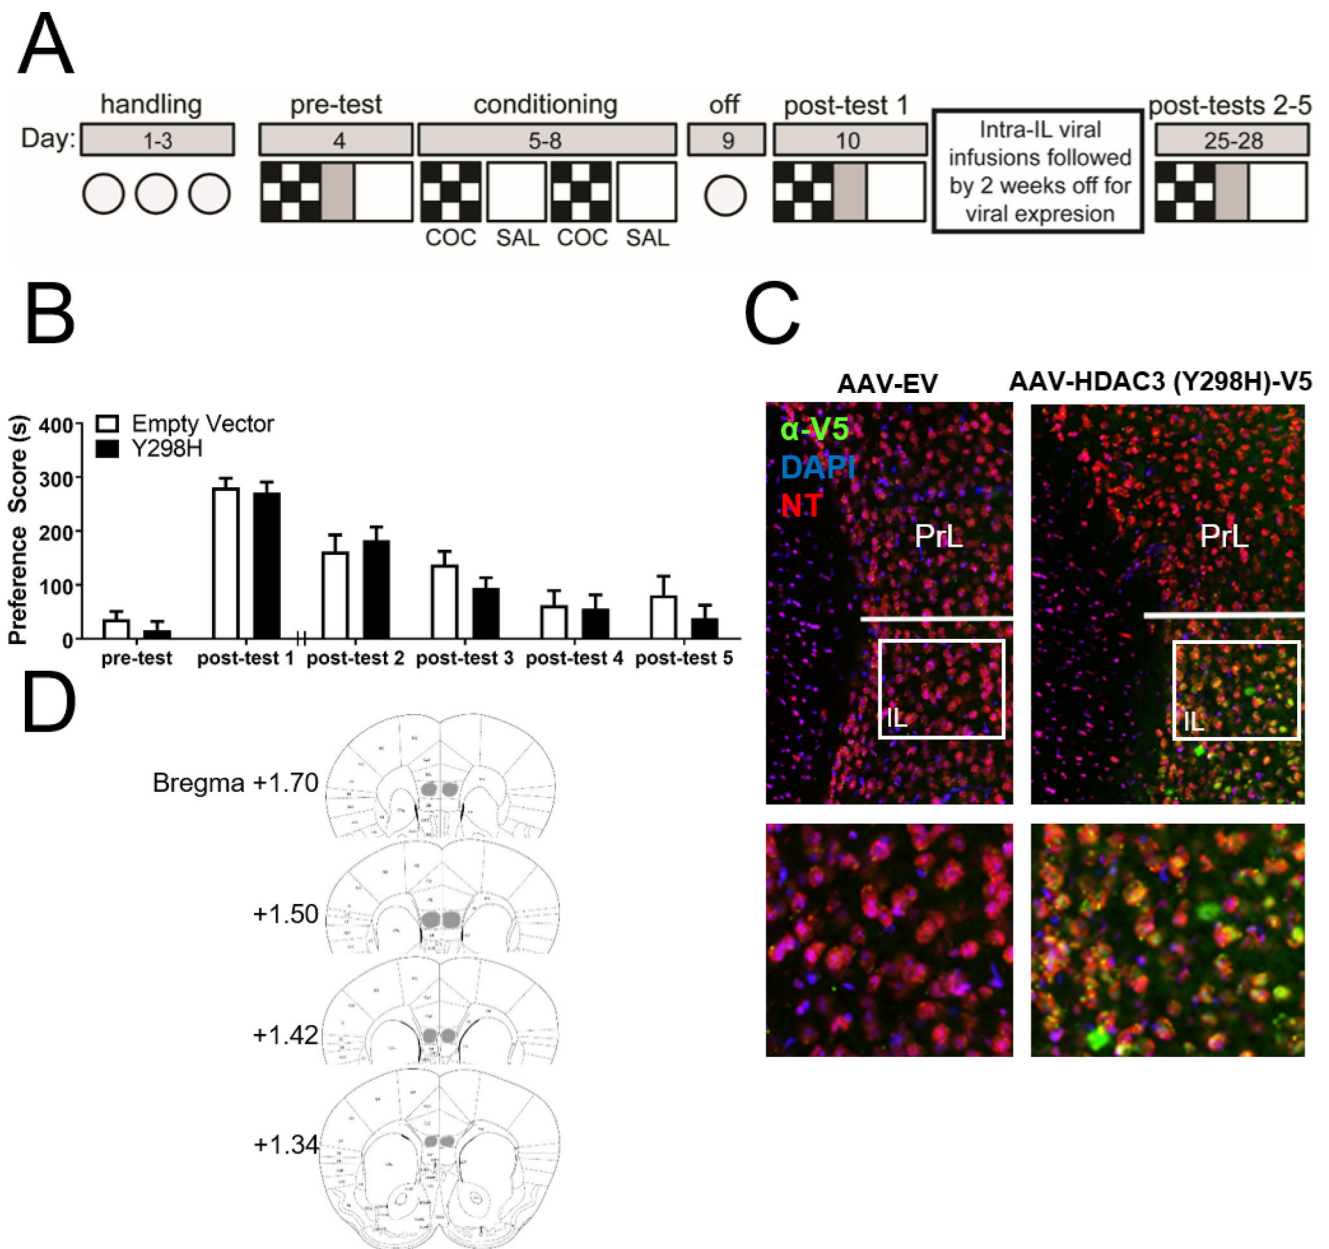 A
handling pre-test conditioning off post-test 1 post-tests 2-5
Day: 1-3 4 5-8 9 10 25-28
Intra-IL viral
infusions followed
by 2 weeks off for
viral expresion
COC SAL COC SAL
B
Preference Score (s)
400
300
200
100
0
Empty Vector
Y298H
pre-test post-test 1 post-test 2 post-test 3 post-test 4 post-test 5
C
AAV-EV AAV-HDAC3 (Y298H)-V5
α-V5
DAPI
NT
PrL PrL
IL IL
D
Bregma +1.70
+1.50
+1.42
+1.34